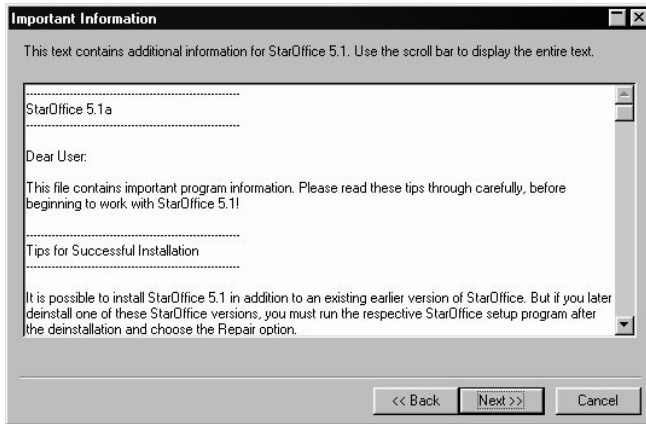 Important Information
This text contains additional information for StarOffice 5.1. Use the scroll bar to display the entire text.
----------------------------------------------------
StarOffice 5.1a
----------------------------------------------------
Dear User:
This file contains important program information. Please read these tips through carefully, before
beginning to work with StarOffice 5.1!
----------------------------------------------------
Tips for Successful Installation
----------------------------------------------------
It is possible to install StarOffice 5.1 in addition to an existing earlier version of StarOffice. But if you later
deinstall one of these StarOffice versions, you must run the respective StarOffice setup program after
the deinstallation and choose the Repair option.
<< Back Next >> Cancel